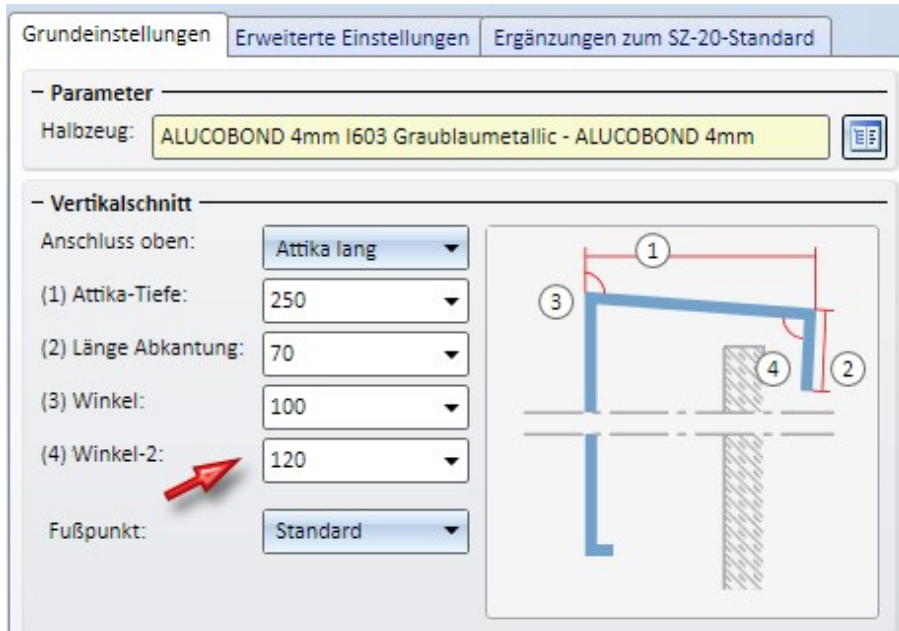 Grundeinstellungen Erweiterte Einstellungen Ergänzungen zum SZ-20-Standard
Parameter
Halbzeug: ALUCOBOND 4mm I603 Graublaumetallic - ALUCOBOND 4mm
Vertikalschnitt
Anschluss oben: Attika lang
(1) Attika-Tiefe: 250
(2) Länge Abkantung: 70
(3) Winkel: 100
(4) Winkel-2: 120
Fußpunkt: Standard
1
3
4 2